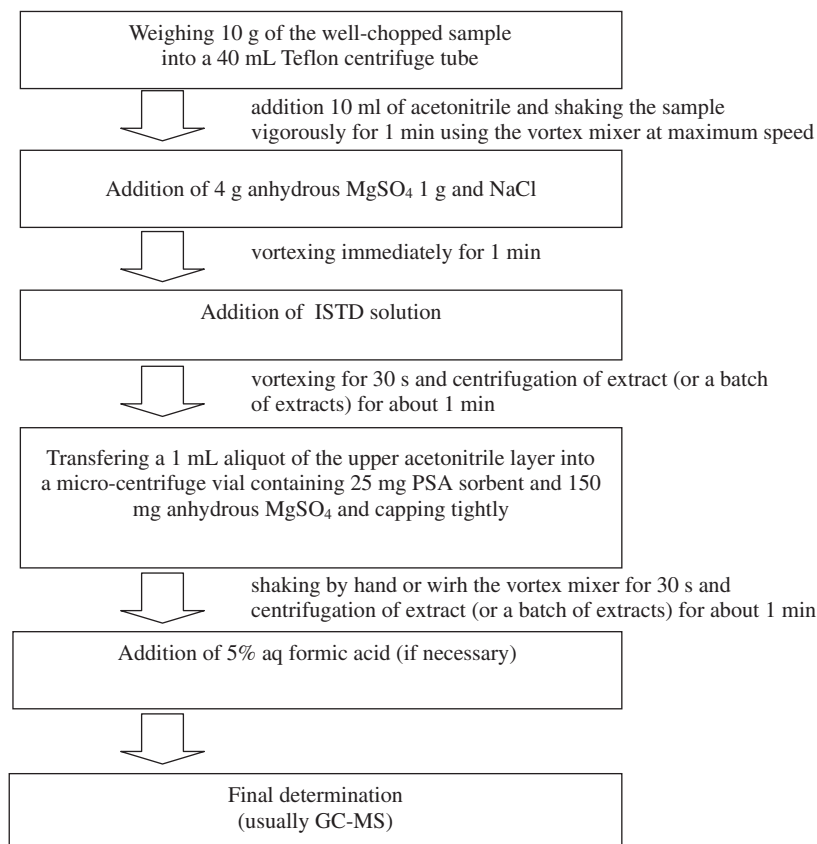 Weighing 10 g of the well-chopped sample
into a 40 mL Teflon centrifuge tube
addition 10 ml of acetonitrile and shaking the sample
vigorously for 1 min using the vortex mixer at maximum speed
Addition of 4 g anhydrous MgSO₄ 1 g and NaCl
vortexing immediately for 1 min
Addition of ISTD solution
vortexing for 30 s and centrifugation of extract (or a batch
of extracts) for about 1 min
Transfering a 1 mL aliquot of the upper acetonitrile layer into
a micro-centrifuge vial containing 25 mg PSA sorbent and 150
mg anhydrous MgSO₄ and capping tightly
shaking by hand or wirh the vortex mixer for 30 s and
centrifugation of extract (or a batch of extracts) for about 1 min
Addition of 5% aq formic acid (if necessary)
Final determination
(usually GC-MS)